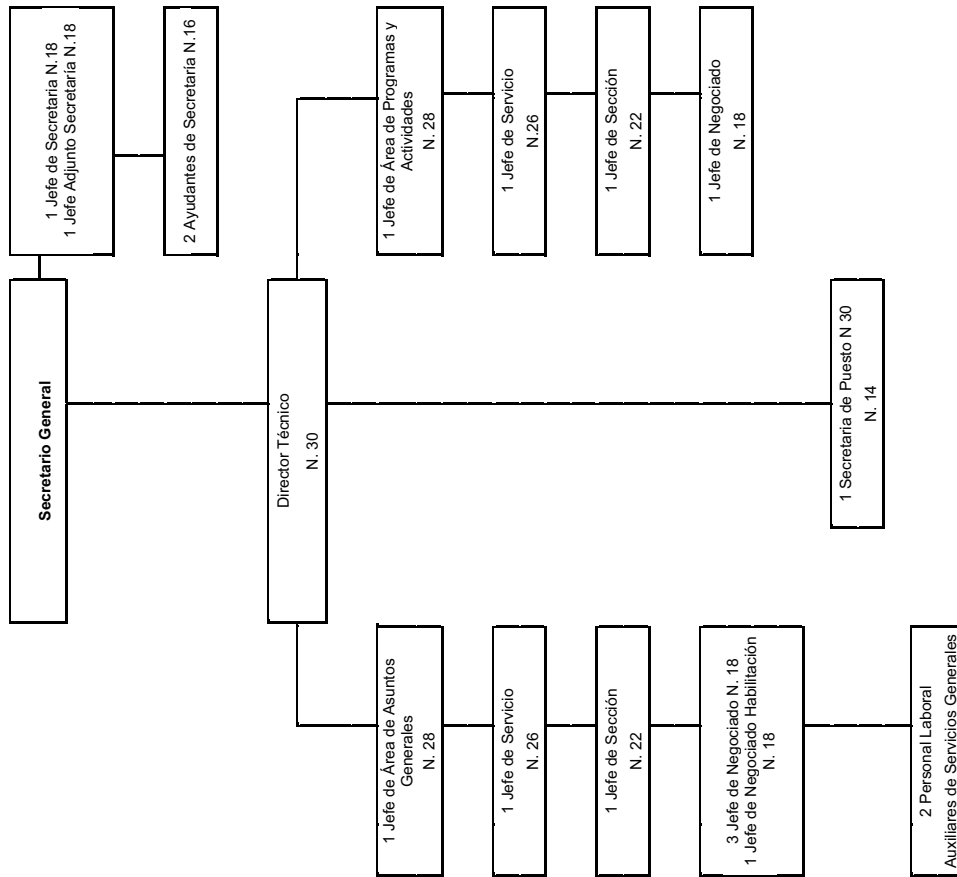 Secretario General
1 Jefe de Secretaria N.18
1 Jefe Adjunto Secretaría N.18
2 Ayudantes de Secretaría N.16
Director Técnico
N. 30
1 Jefe de Área de Asuntos
Generales
N. 28
1 Jefe de Servicio
N. 26
1 Jefe de Sección
N. 22
3 Jefe de Negociado N. 18
1 Jefe de Negociado Habilitación
N. 18
2 Personal Laboral
Auxiliares de Servicios Generales
1 Secretaria de Puesto N 30
N. 14
1 Jefe de Área de Programas y
Actividades
N. 28
1 Jefe de Servicio
N.26
1 Jefe de Sección
N. 22
1 Jefe de Negociado
N. 18